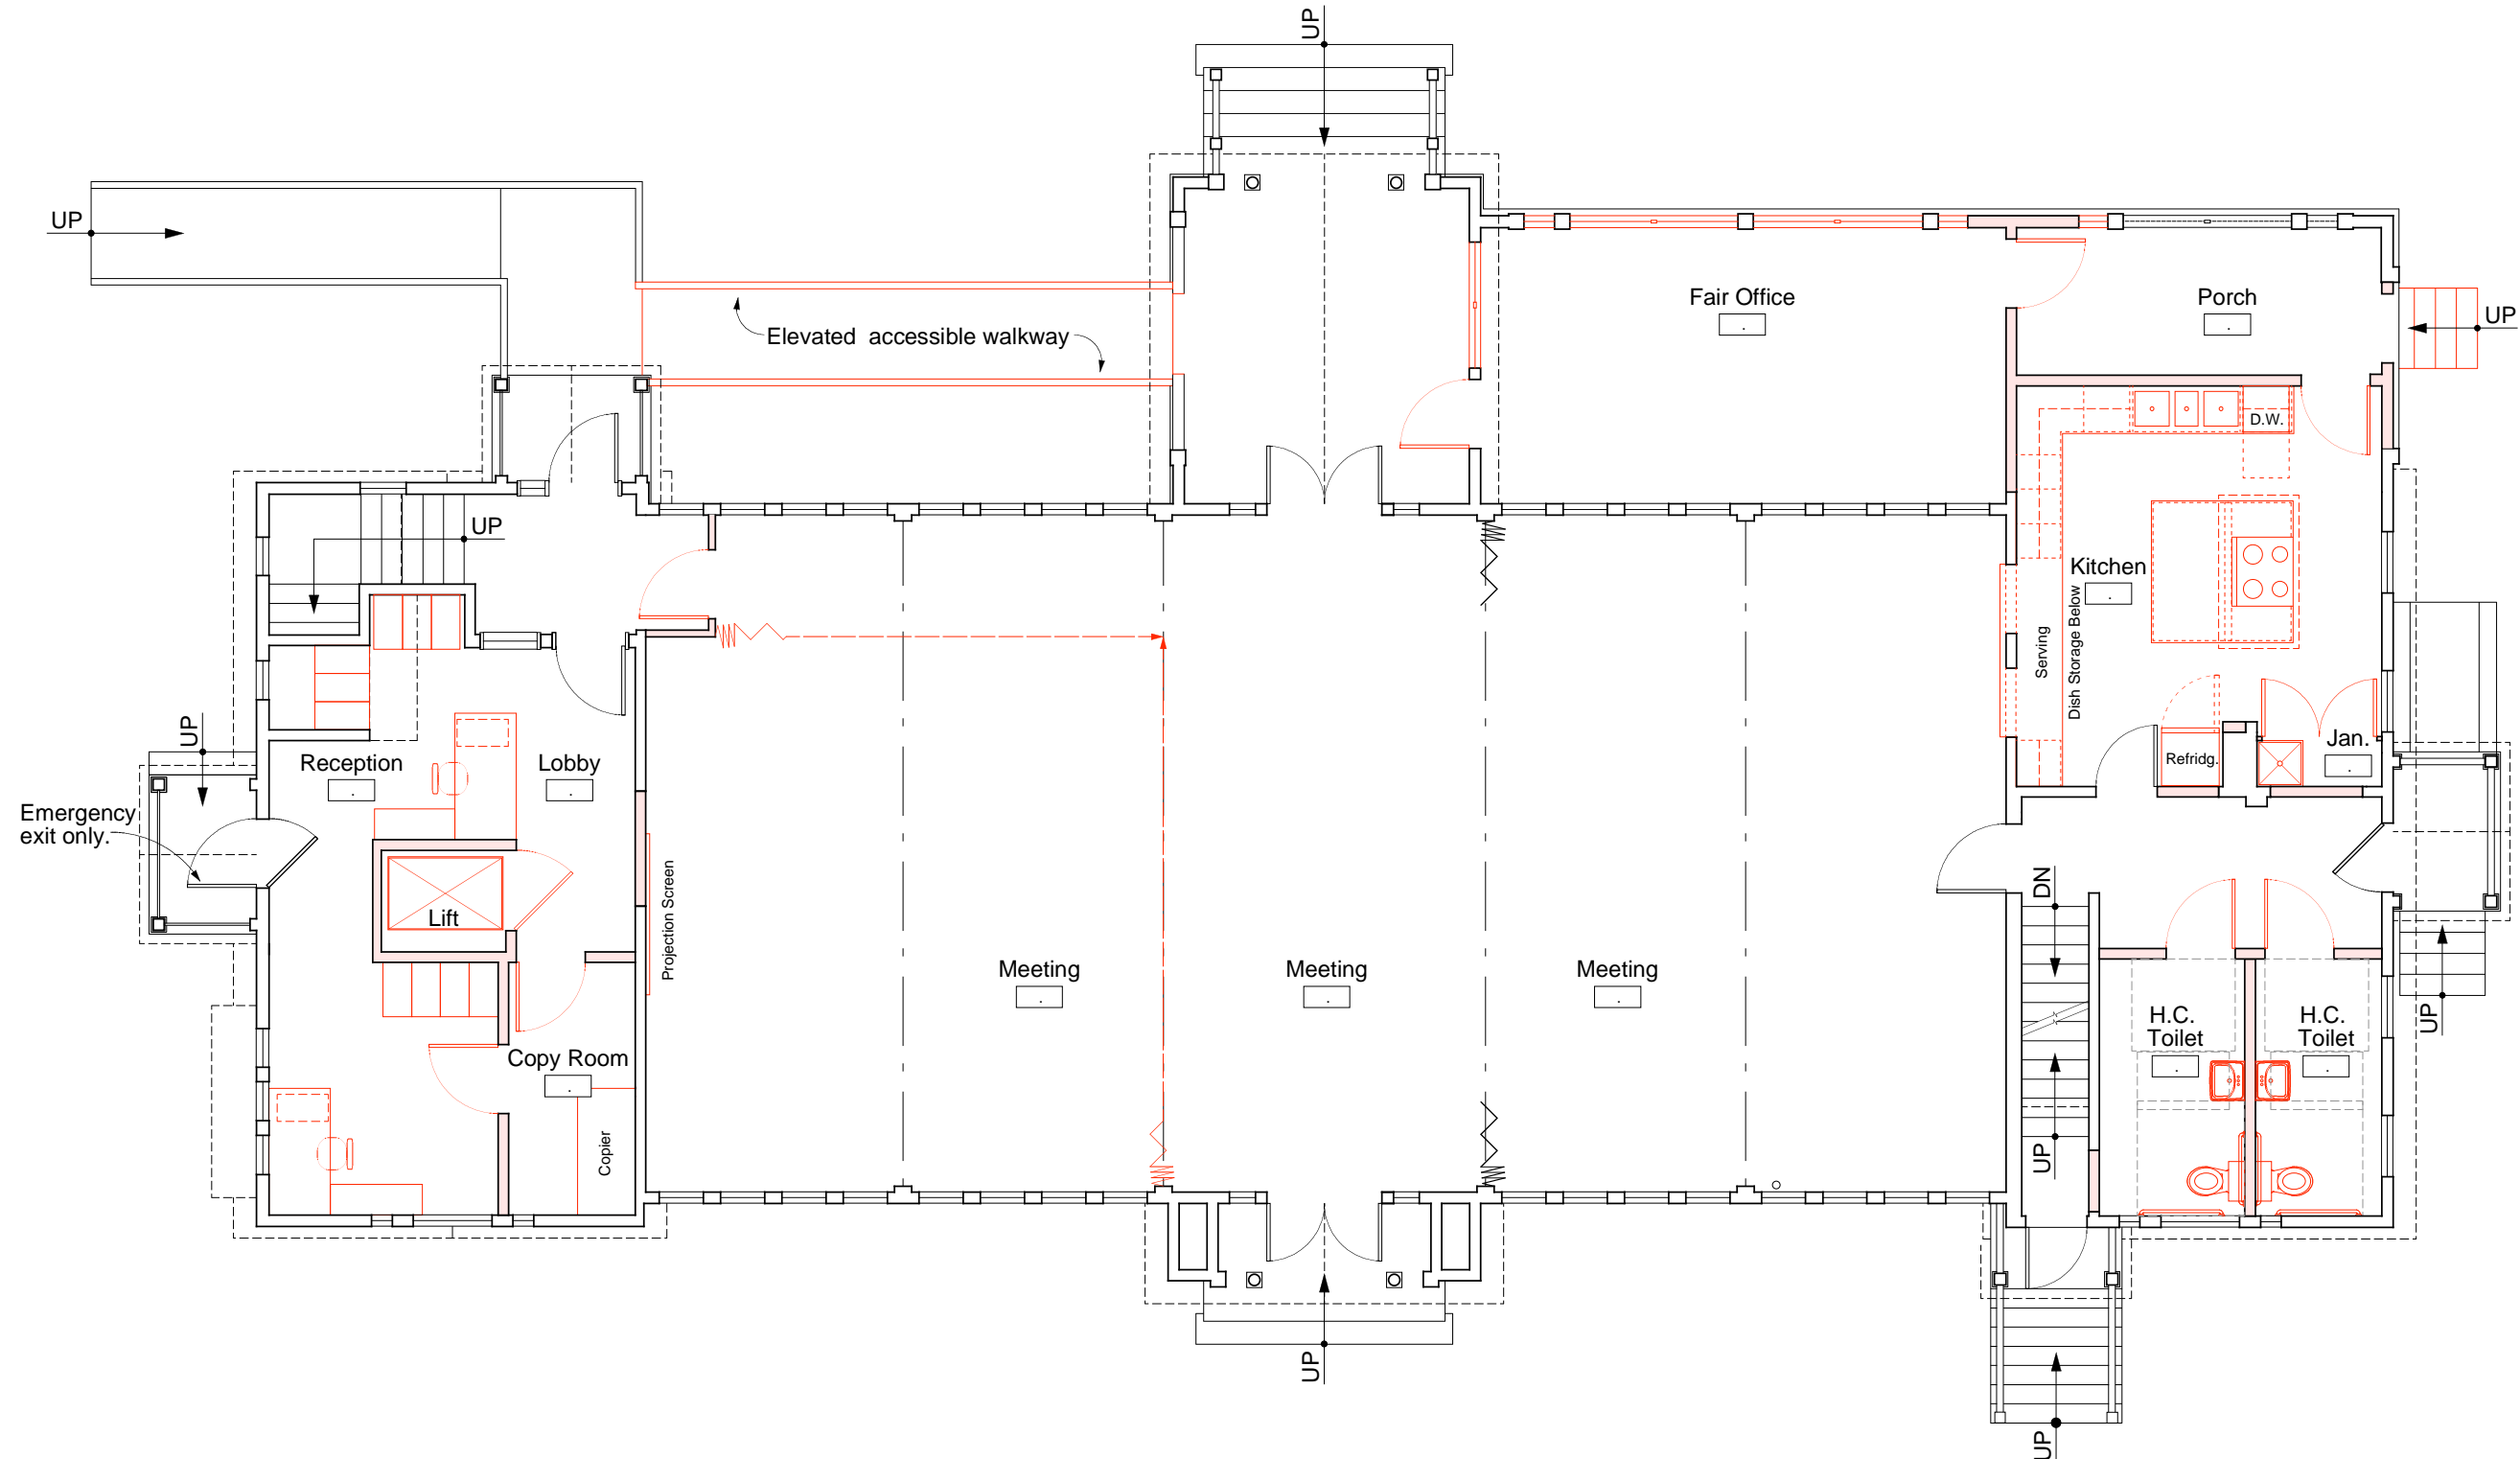 UP
UP
Fair Office
Porch
UP
Elevated  accessible walkway
D.W.
UP
Kitchen
Serving
Dish Storage Below
UP
Reception
Lobby
Refridg.
Jan.
Emergency
exit only.
Lift
Projection Screen
DN
Meeting
Meeting
Meeting
H.C.
Toilet
H.C.
Toilet
UP
Copy Room
Copier
UP
UP
UP